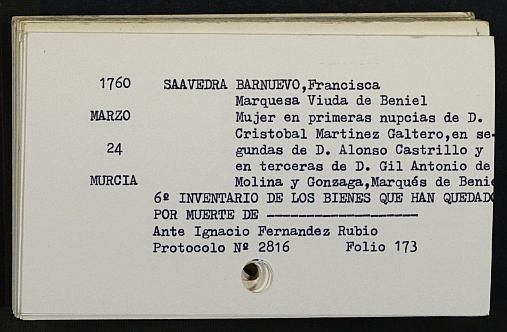 1760 SAAVEDRA BARNUEVO,Francisca
Marquesa Viuda de Beniel
MARZO Mujer en primeras nupcias de D.
Cristobal Martinez Galtero,en se-
24 gundas de D. Alonso Castrillo y
en terceras de D. Gil Antonio de
MURCIA Molina y Gonzaga,Marqués de Benie
6º INVENTARIO DE LOS BIENES QUE HAN QUEDADO
POR MUERTE DE --------------------
Ante Ignacio Fernandez Rubio
Protocolo Nº 2816 Folio 173